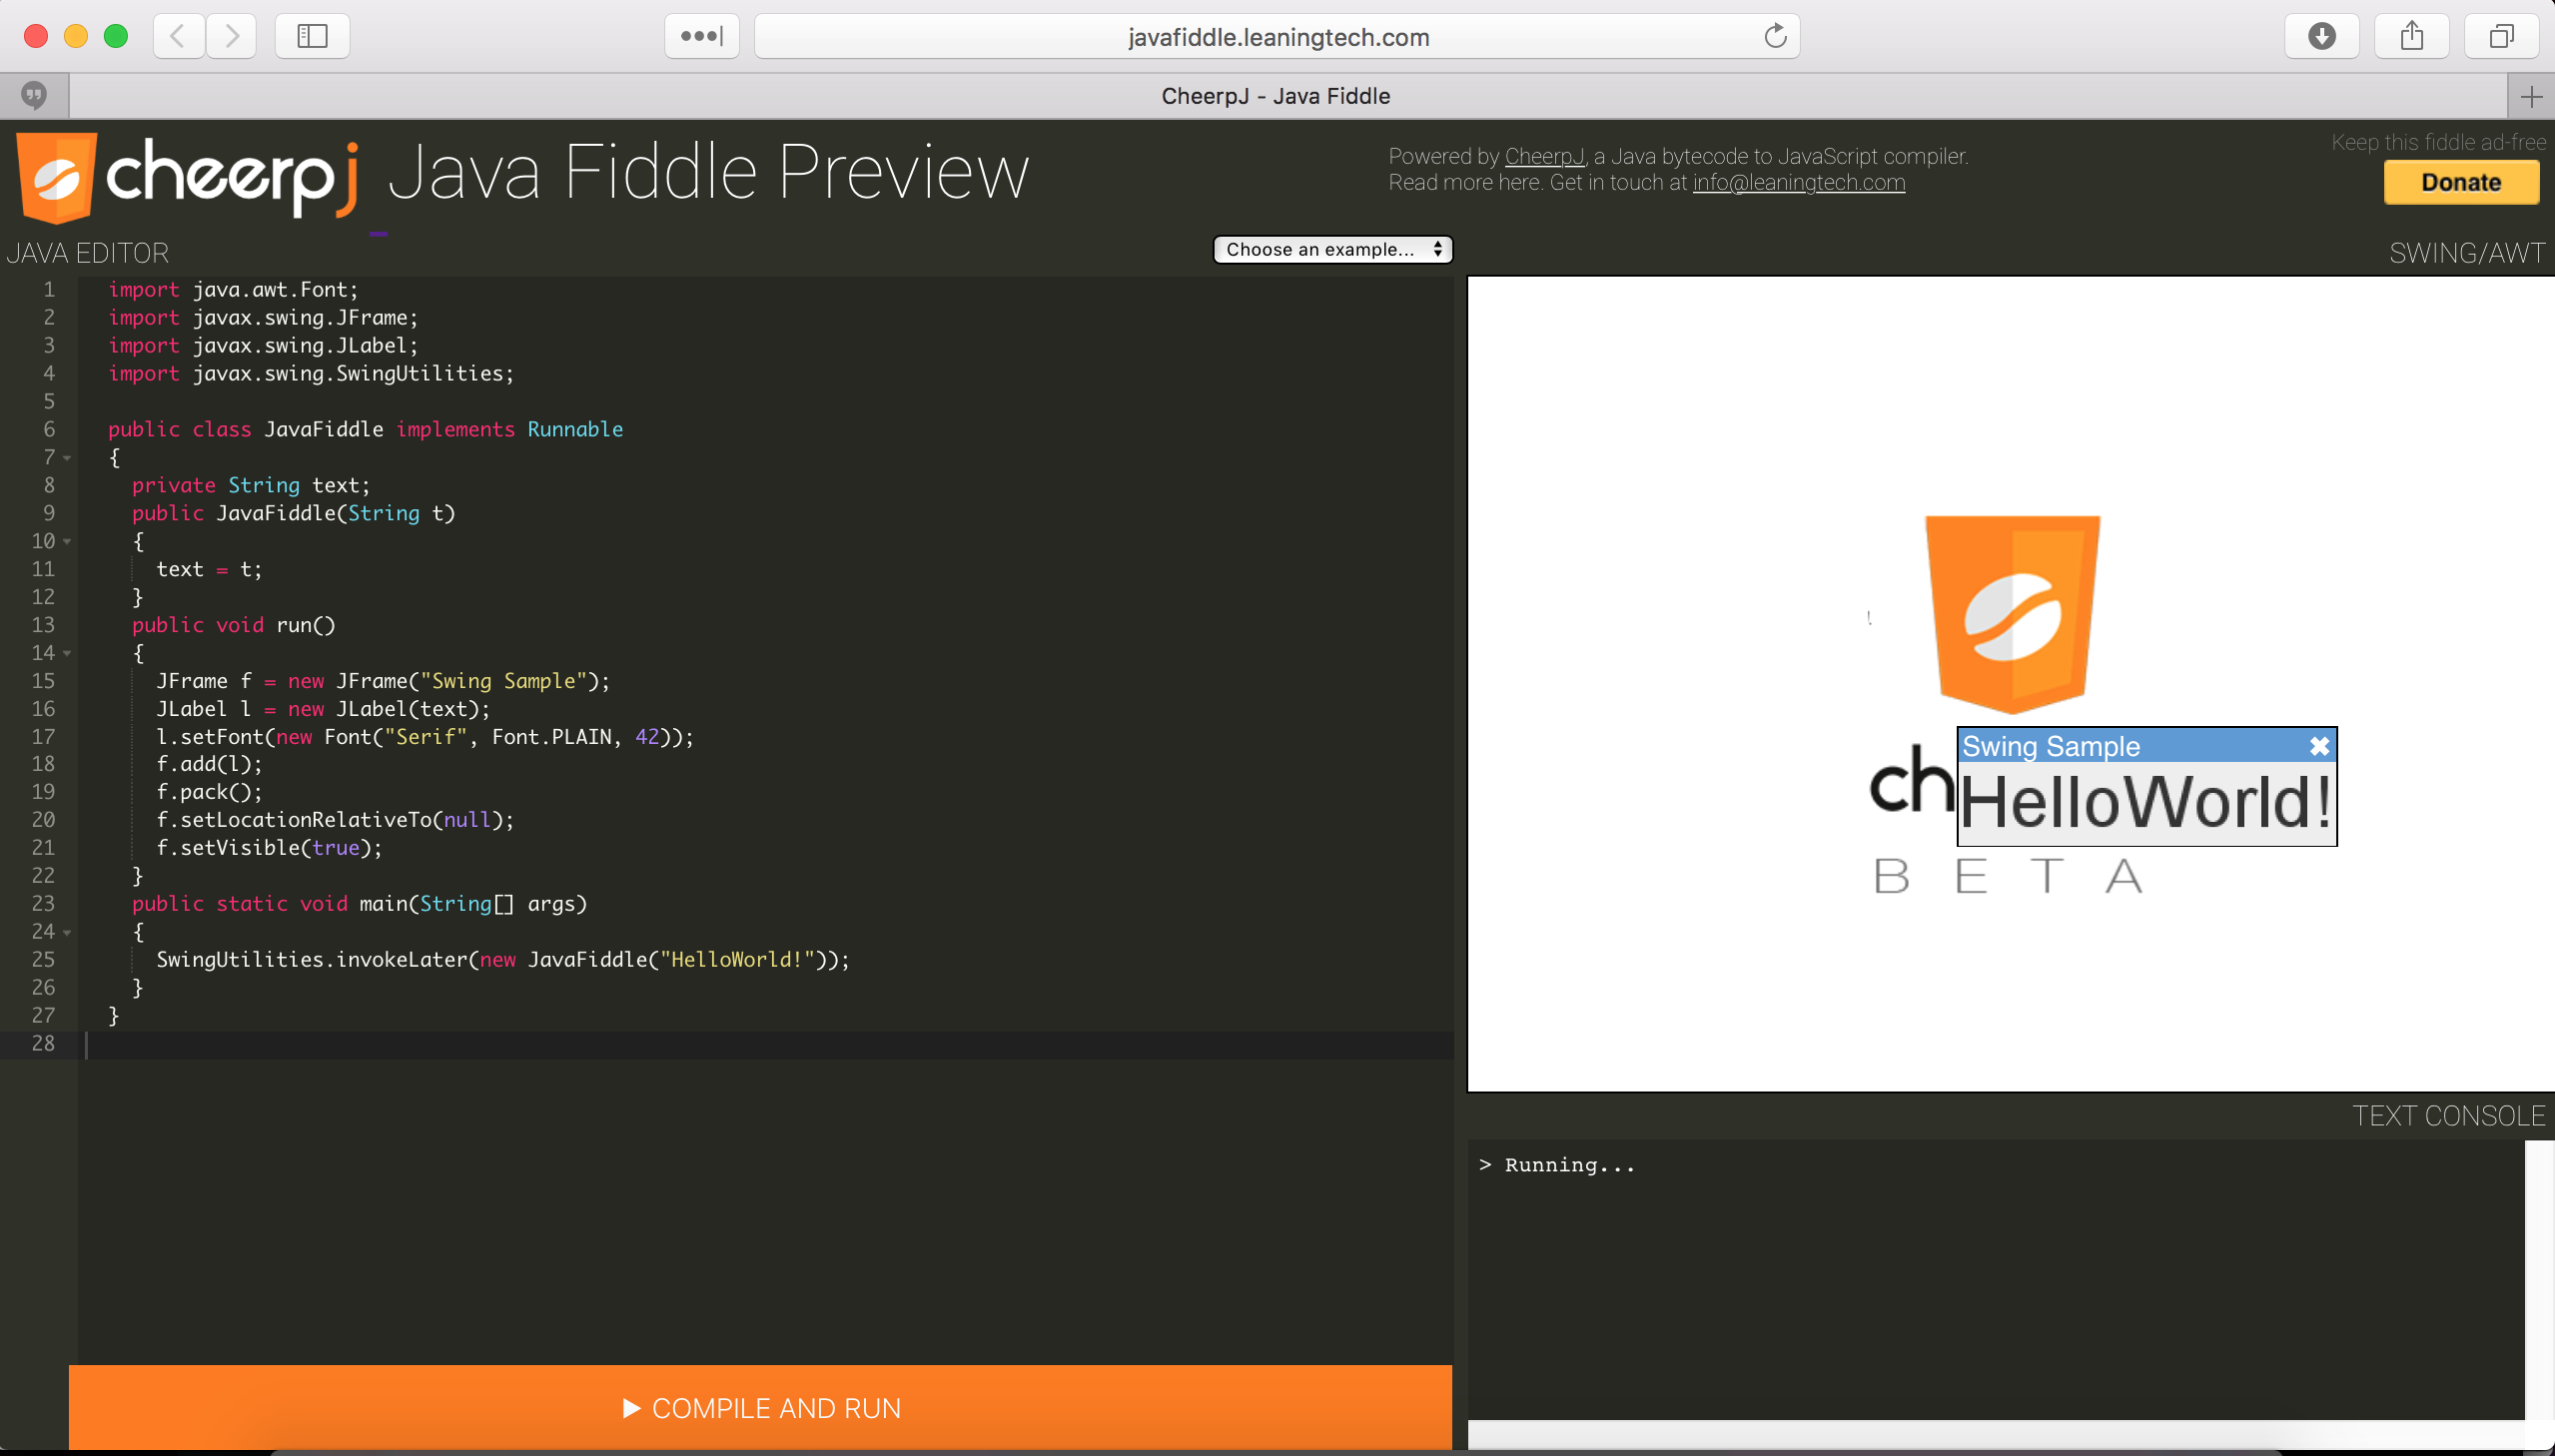 javafiddle.leaningtech.com
CheerpJ - Java Fiddle
cheerpj Java Fiddle Preview
Powered by CheerpJ, a Java bytecode to JavaScript compiler.
Read more here. Get in touch at info@leaningtech.com
Keep this fiddle ad-free
Donate
JAVA EDITOR
Choose an example...
SWING/AWT
1 import java.awt.Font;
2 import javax.swing.JFrame;
3 import javax.swing.JLabel;
4 import javax.swing.SwingUtilities;
5
6 public class JavaFiddle implements Runnable
7 {
8 private String text;
9 public JavaFiddle(String t)
10 {
11 text = t;
12 }
13 public void run()
14 {
15 JFrame f = new JFrame("Swing Sample");
16 JLabel l = new JLabel(text);
17 l.setFont(new Font("Serif", Font.PLAIN, 42));
18 f.add(l);
19 f.pack();
20 f.setLocationRelativeTo(null);
21 f.setVisible(true);
22 }
23 public static void main(String[] args)
24 {
25 SwingUtilities.invokeLater(new JavaFiddle("HelloWorld!"));
26 }
27 }
28
COMPILE AND RUN
Swing Sample
ch
HelloWorld!
BETA
TEXT CONSOLE
> Running...